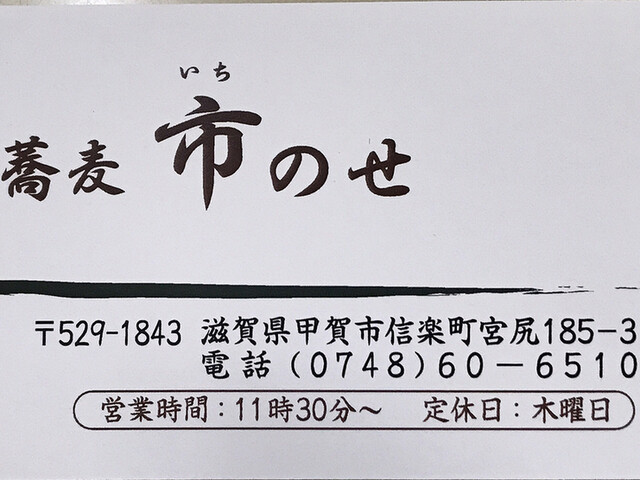 いち
蕎麦 市のせ
〒529-1843 滋賀県甲賀市信楽町宮尻185-3
電話(0748)60-6510
営業時間：11時30分～ 定休日：木曜日